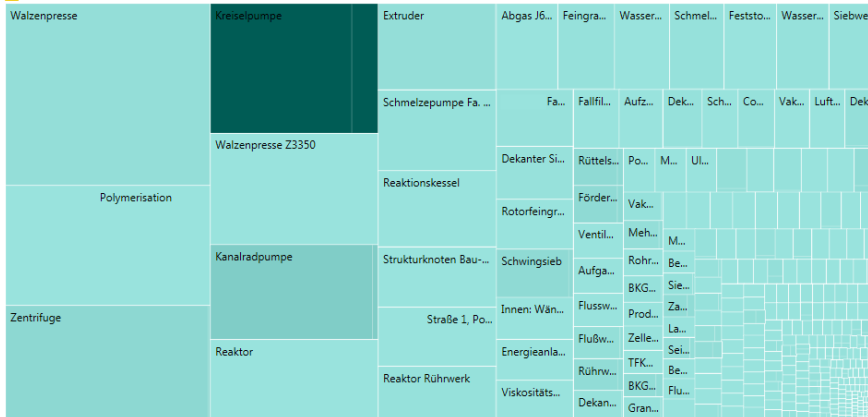 Walzenpresse
Kreiselpumpe
Extruder
Abgas J6...
Feingra...
Wasser...
Schmel...
Feststo...
Wasser...
Siebwe
Schmelzepumpe Fa. ...
Fa...
Fallfil...
Aufz...
Dek...
Sch...
Co...
Vak...
Luft...
Dek
Walzenpresse Z3350
Dekanter Si...
Rüttels...
Po...
M...
Ul...
Polymerisation
Reaktionskessel
Rotorfeingr...
Förder...
Vak...
Ventil...
Meh...
M...
Kanalradpumpe
Strukturknoten Bau-...
Schwingsieb
Aufga...
Rohr...
Be...
BKG...
Sie...
Zentrifuge
Straße 1, Po...
Innen: Wän...
Flussw...
Prod...
Za...
La...
Reaktor
Energieanla...
Flußw...
Zelle...
Sei...
Reaktor Rührwerk
Viskositäts...
Rührw...
TFK...
Be...
BKG...
Flu...
Dekan...
Gran...